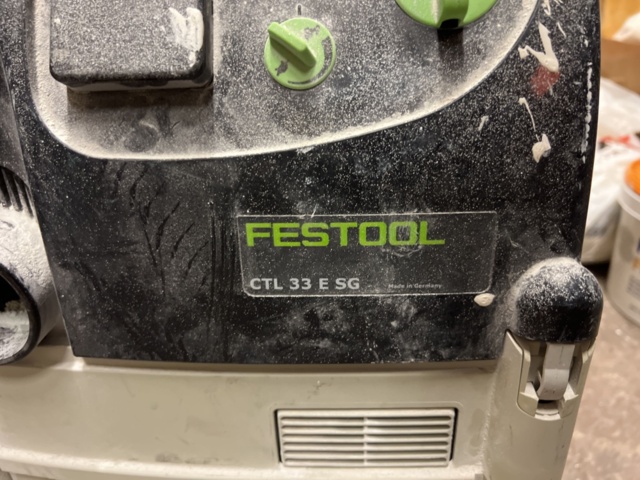 FESTOOL
CTL 33 E SG Made in Germany